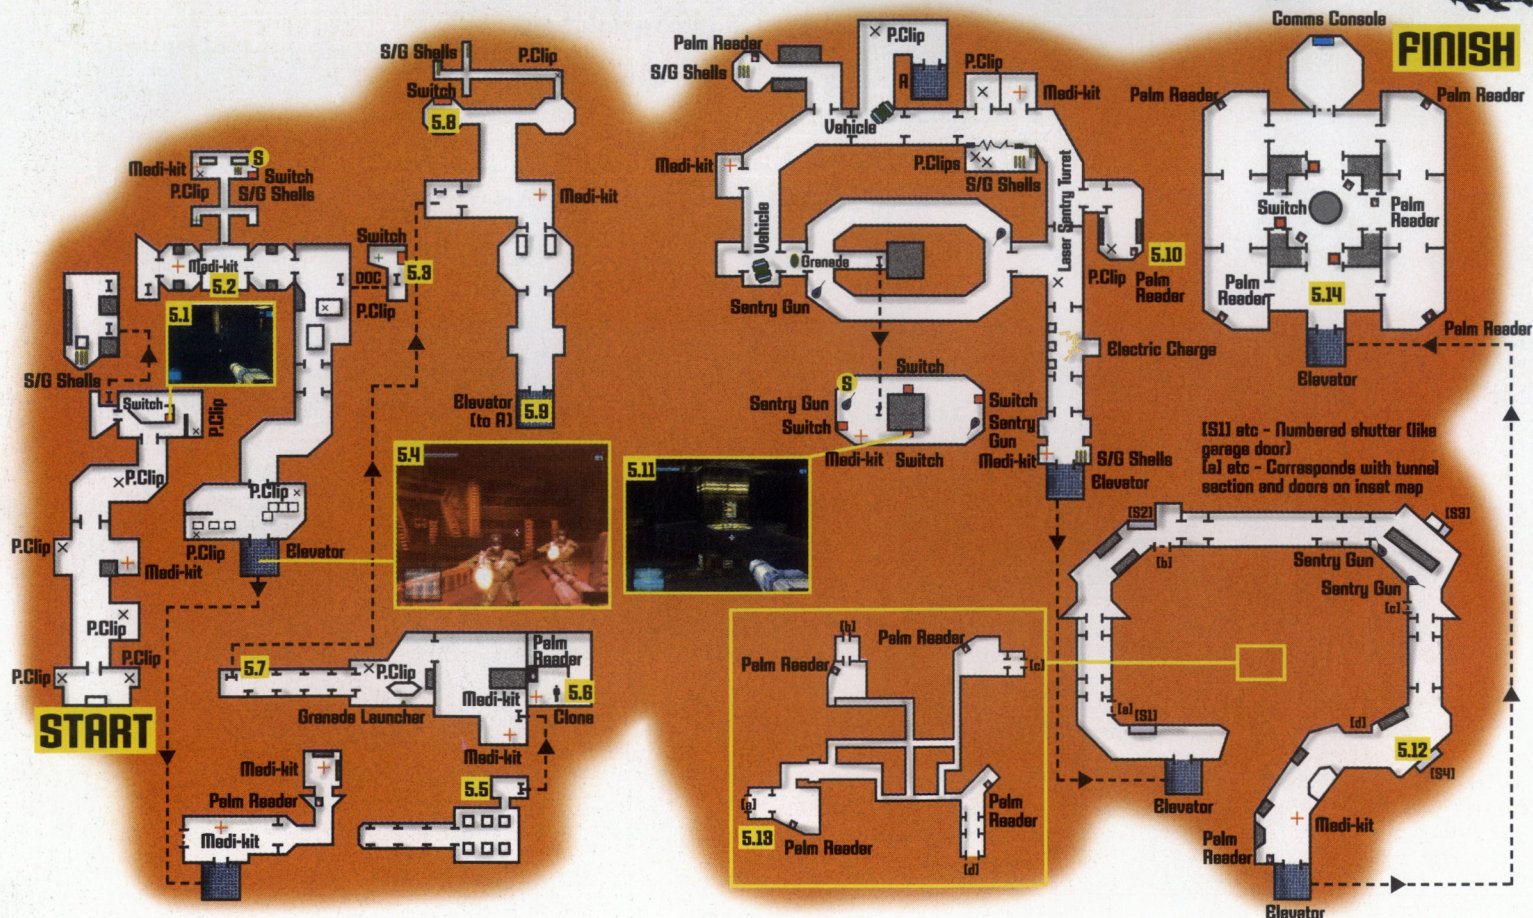 Comms Console
FINISH
S/G Shells
P.Clip
Switch
5.8
Palm Reader
S/G Shells
P.Clip
A
P.Clip
Medi-kit
Vehicle
Palm Reader
Palm Reader
Medi-kit
S
Switch
P.Clip
S/G Shells
Medi-kit
Medi-kit
P.Clips
S/G Shells
Laser Sentry Turret
Switch
Palm
Reader
Switch
5.3
DOC
P.Clip
Medi-kit
5.2
Vehicle
Grenade
Sentry Gun
5.10
P.Clip
Palm
Reader
Palm
Reader
5.14
Palm Reader
Elevator
5.1
S/G Shells
Switch
P.Clip
Electric Charge
Elevator
(to A)
5.9
S
Switch
Sentry Gun
Switch
Switch
Sentry
Gun
Medi-kit
Switch
Medi-kit
S/G Shells
Elevator
[S1] etc - Numbered shutter (like
garage door)
[a] etc - Corresponds with tunnel
section and doors on inset map
P.Clip
P.Clip
P.Clip
Elevator
5.4
5.11
P.Clip
Medi-kit
P.Clip
P.Clip
P.Clip
START
[S2]
[S3]
[b]
Sentry Gun
Sentry Gun
[c]
[a]
[S1]
[d]
5.12
[S4]
Elevator
5.7
P.Clip
Grenade Launcher
Palm
Reader
Medi-kit
5.6
Clone
Medi-kit
[b]
Palm Reader
Palm Reader
[c]
[a]
5.13
Palm Reader
Palm
Reader
[d]
Medi-kit
Palm Reader
Medi-kit
5.5
Medi-kit
Palm
Reader
Elevator